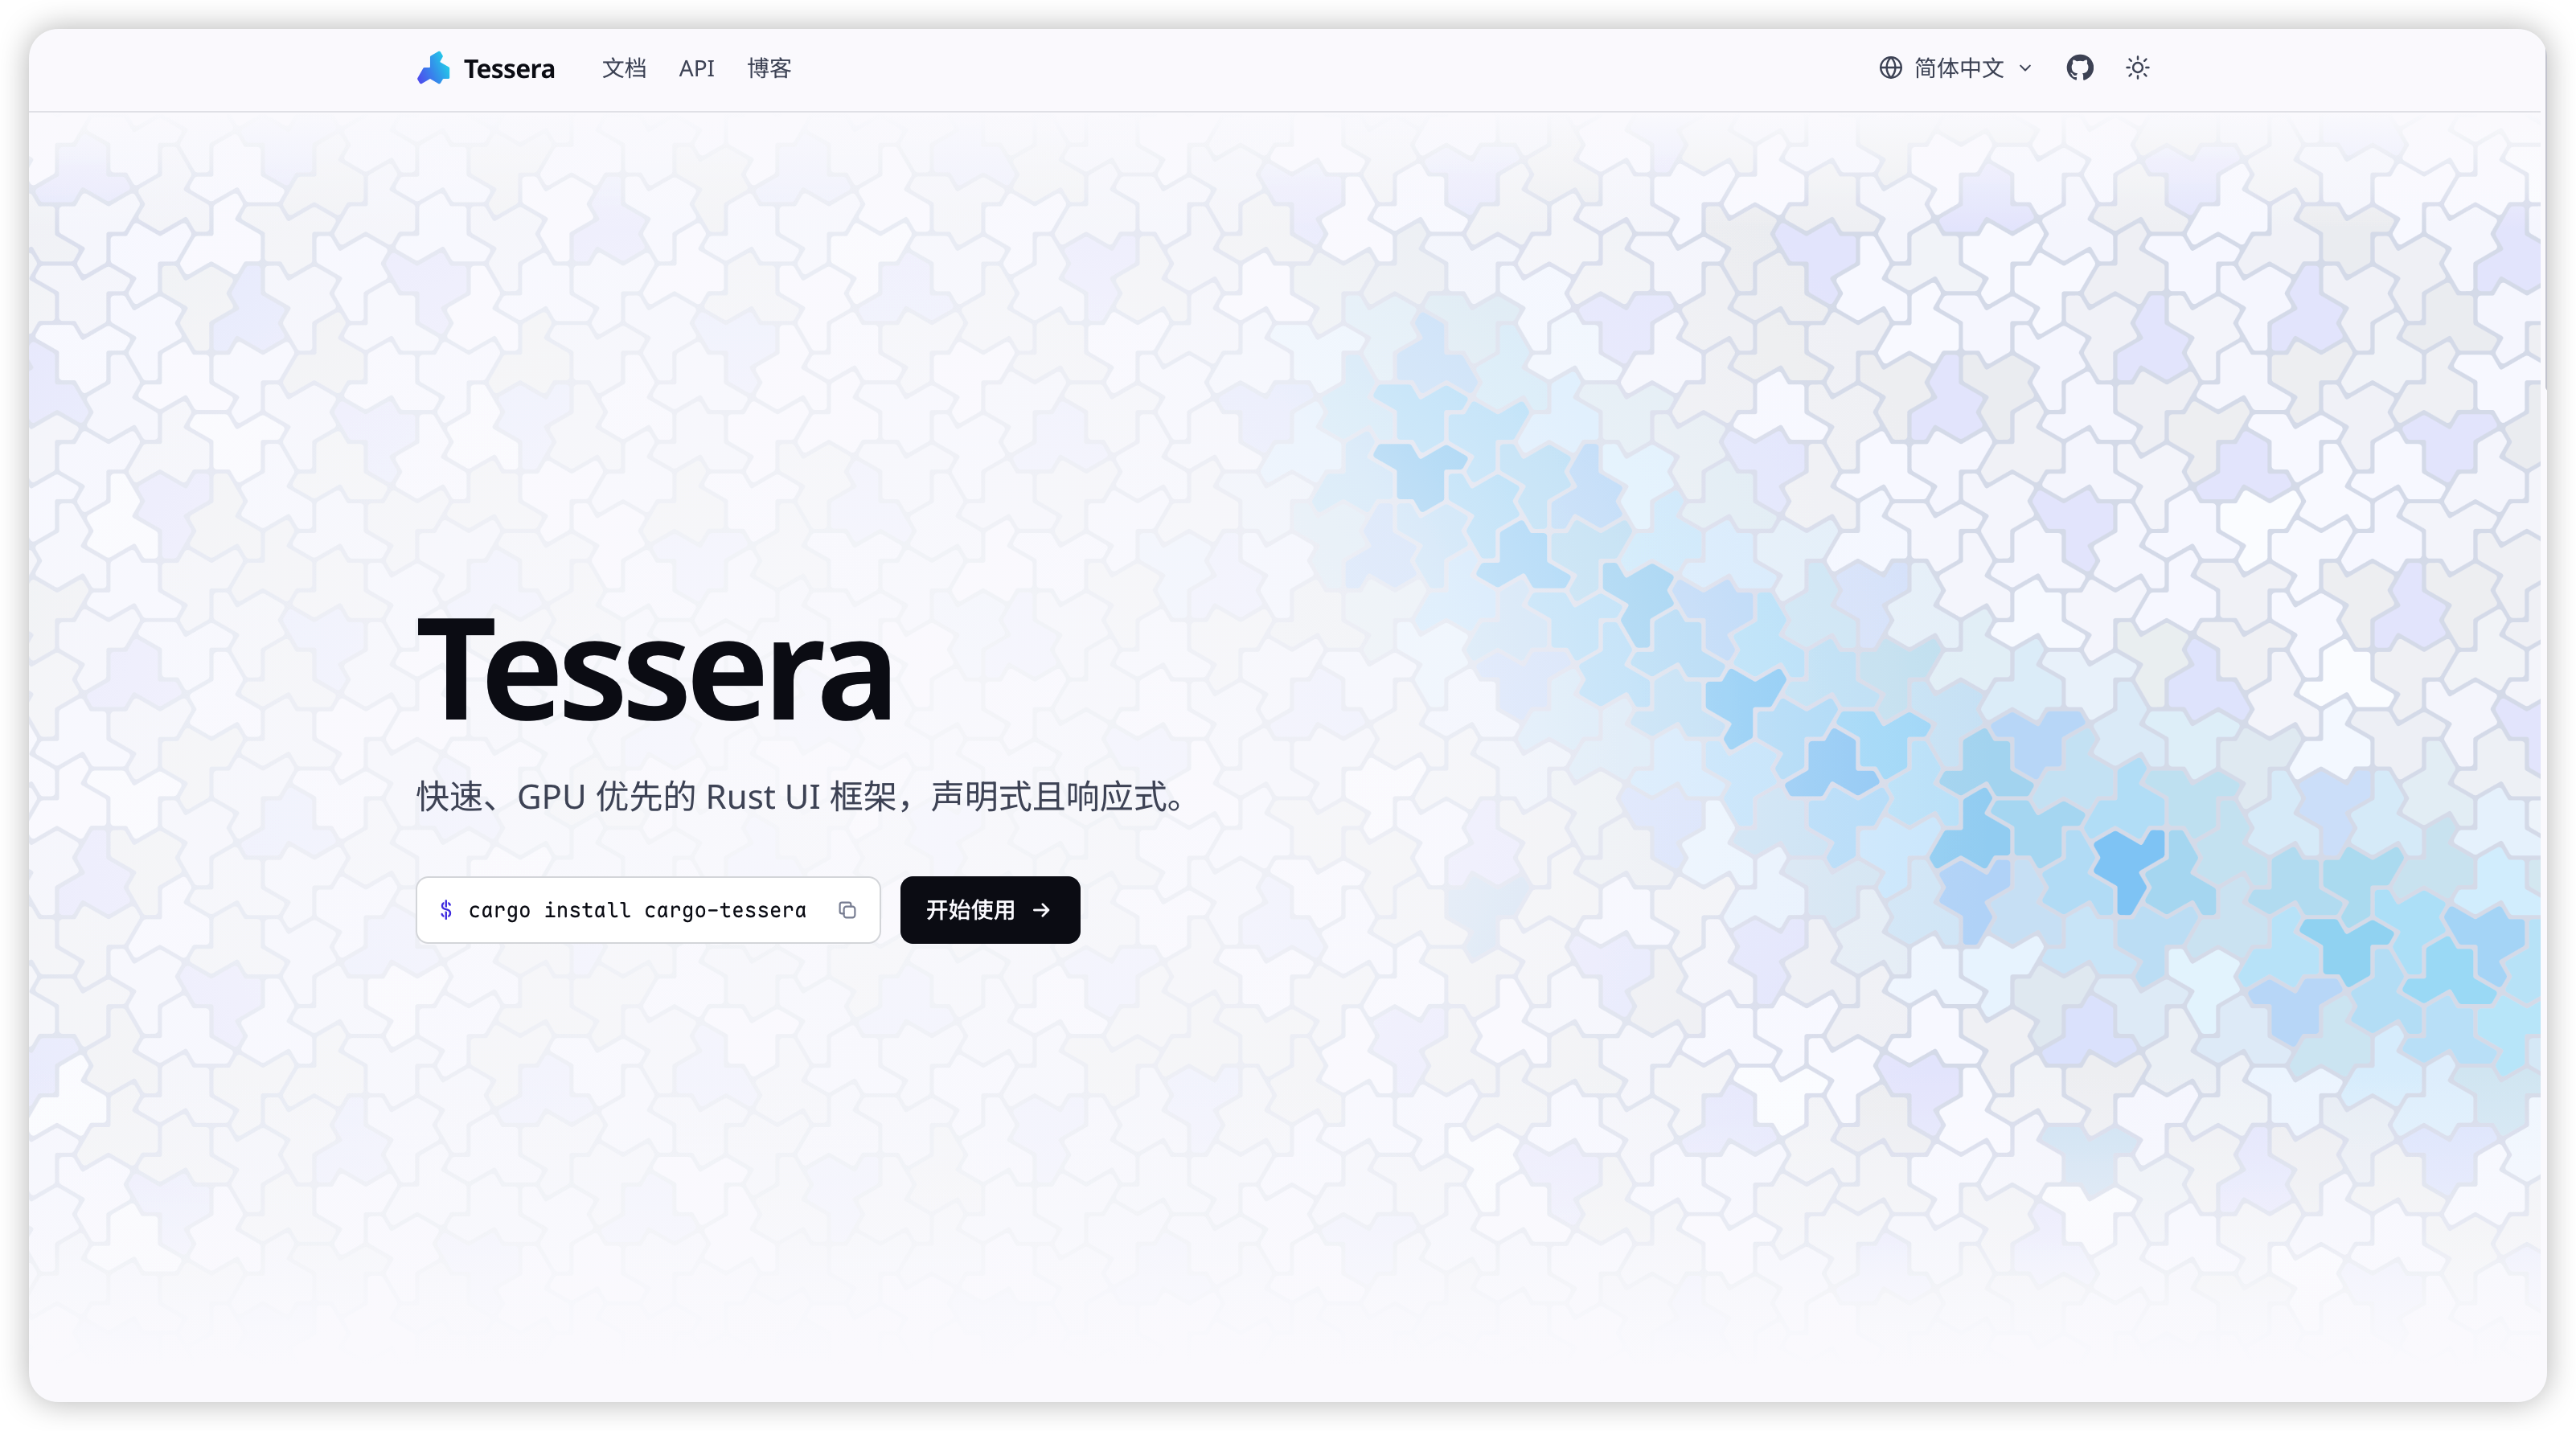 Tessera 文档 API 博客 简体中文
Tessera
快速、GPU 优先的 Rust UI 框架，声明式且响应式。
$ cargo install cargo-tessera 开始使用 →